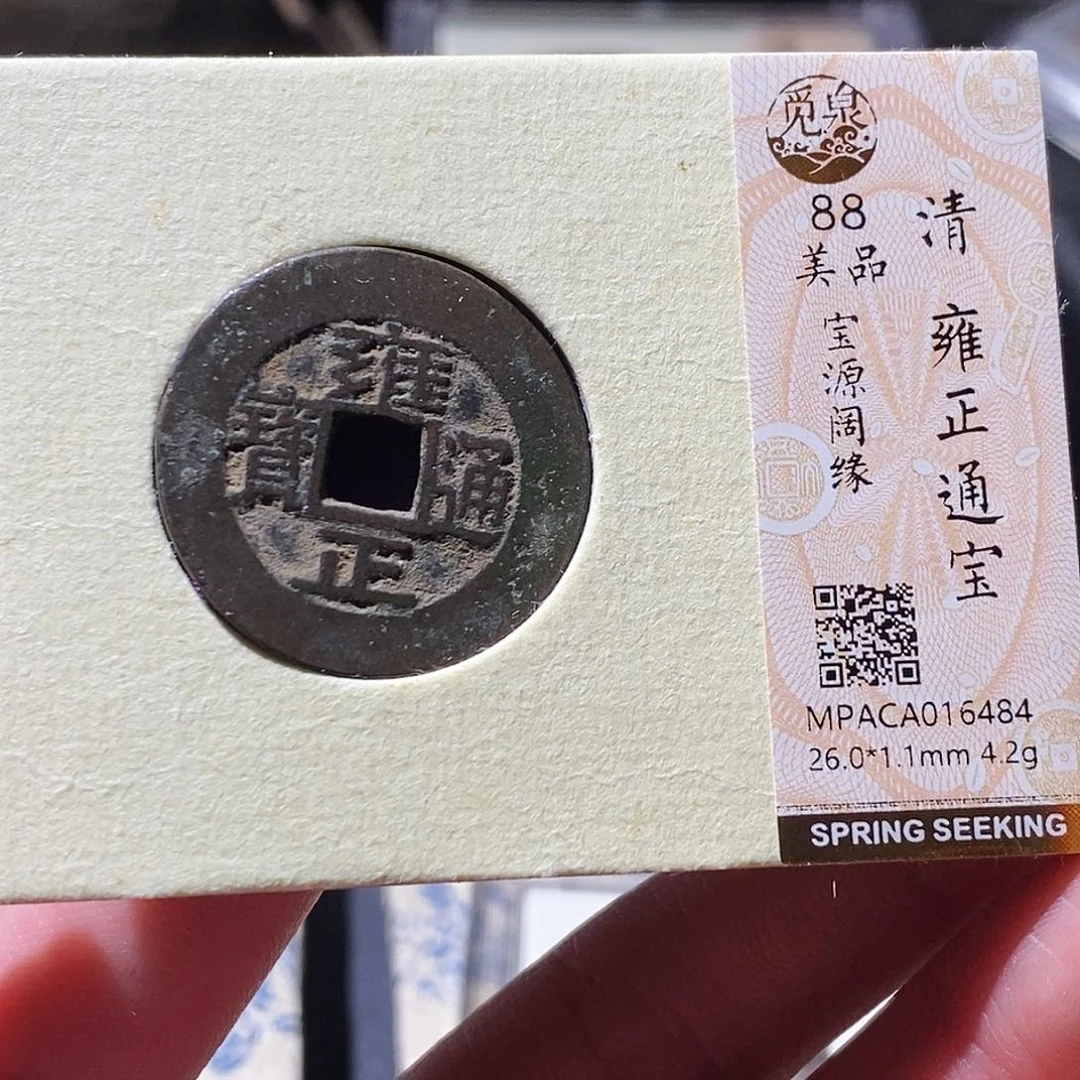 雍正通寳
觅泉
清 雍正通宝
88
美品
宝源阔缘
MPACA016484
26.0*1.1mm 4.2g
SPRING SEEKING